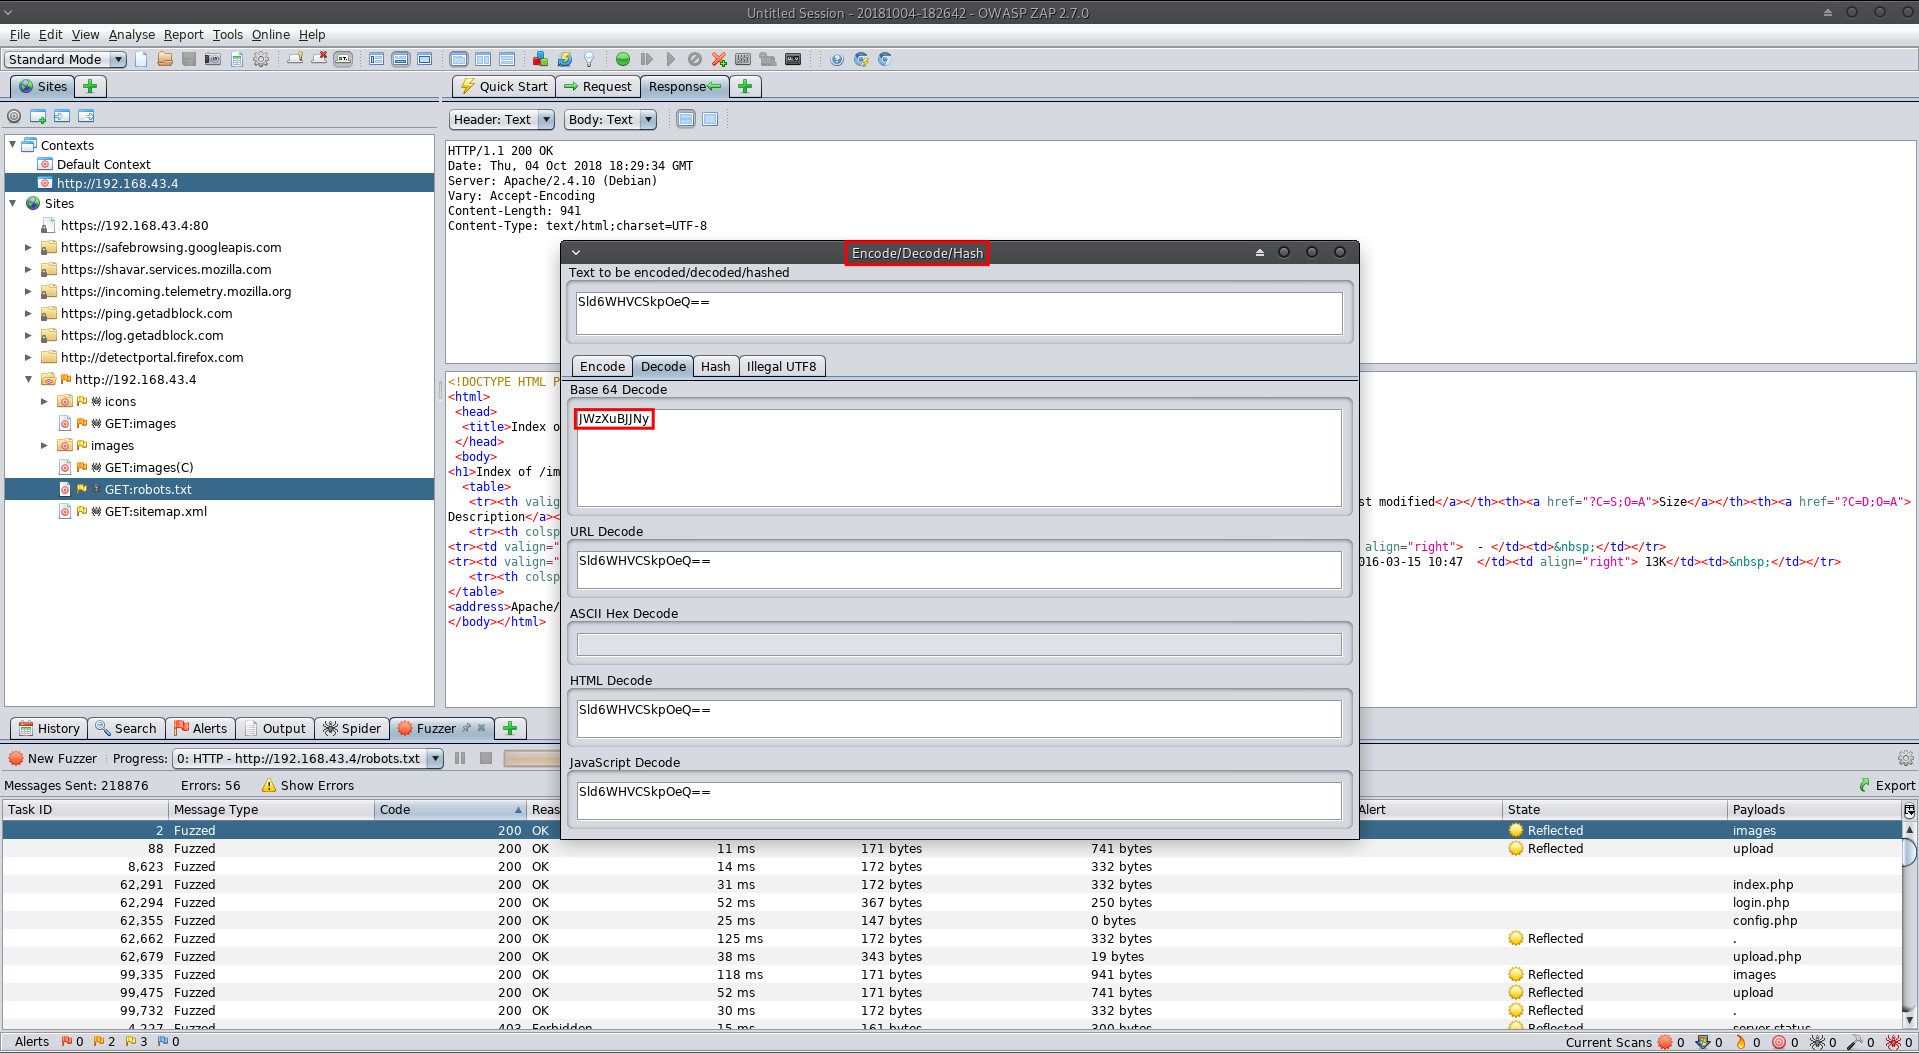 Untitled Session - 20181004-182642 - OWASP ZAP 2.7.0
File Edit View Analyse Report Tools Online Help
Standard Mode
Sites
Quick Start Request Response
Header: Text Body: Text
Contexts
Default Context
http://192.168.43.4
Sites
https://192.168.43.4:80
https://safebrowsing.googleapis.com
https://shavar.services.mozilla.com
https://incoming.telemetry.mozilla.org
https://ping.getadblock.com
https://log.getadblock.com
http://detectportal.firefox.com
http://192.168.43.4
icons
GET:images
images
GET:images(C)
GET:robots.txt
GET:sitemap.xml
HTTP/1.1 200 OK
Date: Thu, 04 Oct 2018 18:29:34 GMT
Server: Apache/2.4.10 (Debian)
Vary: Accept-Encoding
Content-Length: 941
Content-Type: text/html;charset=UTF-8
<!DOCTYPE HTML P
<html>
<head>
<title>Index o
</head>
<body>
<h1>Index of /im
<table>
<tr><th valig st modified</a></th><th><a href="?C=S;O=A">Size</a></th><th><a href="?C=D;O=A">
Description</a><
<tr><th colsp
<tr><td valign=" align="right">  - </td><td>&nbsp;</td></tr>
<tr><td valign=" 016-03-15 10:47  </td><td align="right"> 13K</td><td>&nbsp;</td></tr>
<tr><th colsp
</table>
<address>Apache/
</body></html>
Encode/Decode/Hash
Text to be encoded/decoded/hashed
Sld6WHVCSkpOeQ==
Encode Decode Hash Illegal UTF8
Base 64 Decode
JWzXuBJJNy
URL Decode
Sld6WHVCSkpOeQ==
ASCII Hex Decode
HTML Decode
Sld6WHVCSkpOeQ==
JavaScript Decode
Sld6WHVCSkpOeQ==
History Search Alerts Output Spider Fuzzer
New Fuzzer Progress: 0: HTTP - http://192.168.43.4/robots.txt
Messages Sent: 218876 Errors: 56 Show Errors Export
Task ID Message Type Code Reas Alert State Payloads
2 Fuzzed 200 OK Reflected images
88 Fuzzed 200 OK 11 ms 171 bytes 741 bytes Reflected upload
8,623 Fuzzed 200 OK 14 ms 172 bytes 332 bytes
62,291 Fuzzed 200 OK 31 ms 172 bytes 332 bytes index.php
62,294 Fuzzed 200 OK 52 ms 367 bytes 250 bytes login.php
62,355 Fuzzed 200 OK 25 ms 147 bytes 0 bytes config.php
62,662 Fuzzed 200 OK 125 ms 172 bytes 332 bytes Reflected .
62,679 Fuzzed 200 OK 38 ms 343 bytes 19 bytes upload.php
99,335 Fuzzed 200 OK 118 ms 171 bytes 941 bytes Reflected images
99,475 Fuzzed 200 OK 52 ms 171 bytes 741 bytes Reflected upload
99,732 Fuzzed 200 OK 30 ms 172 bytes 332 bytes Reflected .
4,227 Fuzzed 403 Forbidden 15 ms 161 bytes 300 bytes Reflected server-status
Alerts 0 2 3 0 Current Scans 0 0 0 0 0 0 0